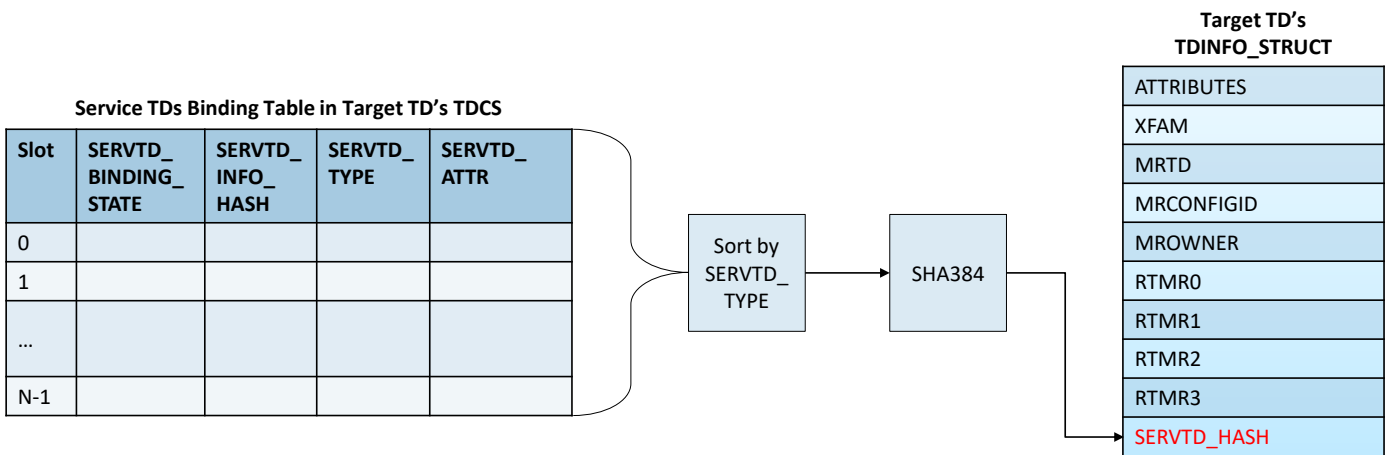 Target TD's
TDINFO_STRUCT
Service TDs Binding Table in Target TD's TDCS
Slot
SERVTD_
BINDING_
STATE
SERVTD_
INFO_
HASH
SERVTD_
TYPE
SERVTD_
ATTR
0
1
...
N-1
Sort by
SERVTD_
TYPE
SHA384
ATTRIBUTES
XFAM
MRTD
MRCONFIGID
MROWNER
RTMR0
RTMR1
RTMR2
RTMR3
SERVTD_HASH